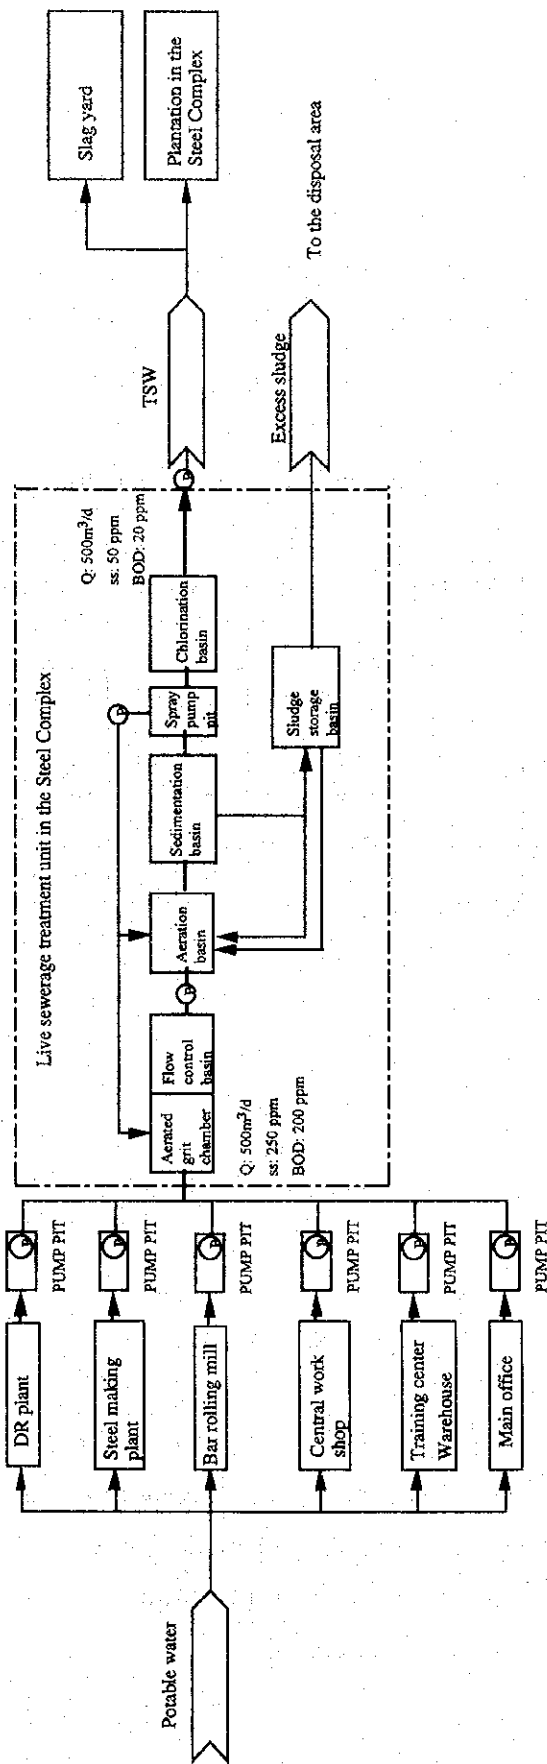 Potable water
DR plant
PUMP PIT
Steel making
plant
PUMP PIT
Bar rolling mill
PUMP PIT
Central work
shop
PUMP PIT
Training center
Warehouse
PUMP PIT
Main office
PUMP PIT
P
P
P
P
P
P
Live sewerage treatment unit in the Steel Complex
Aerated
grit
chamber
Flow
control
basin
Q: 500m³/d
ss: 250 ppm
BOD: 200 ppm
P
Aeration
basin
Sedimentation
basin
Spray
pump
pit
P
Chlorination
basin
Sludge
storage
basin
Q: 500m³/d
ss: 50 ppm
BOD: 20 ppm
P
TSW
Excess sludge
To the disposal area
Slag yard
Plantation in the
Steel Complex